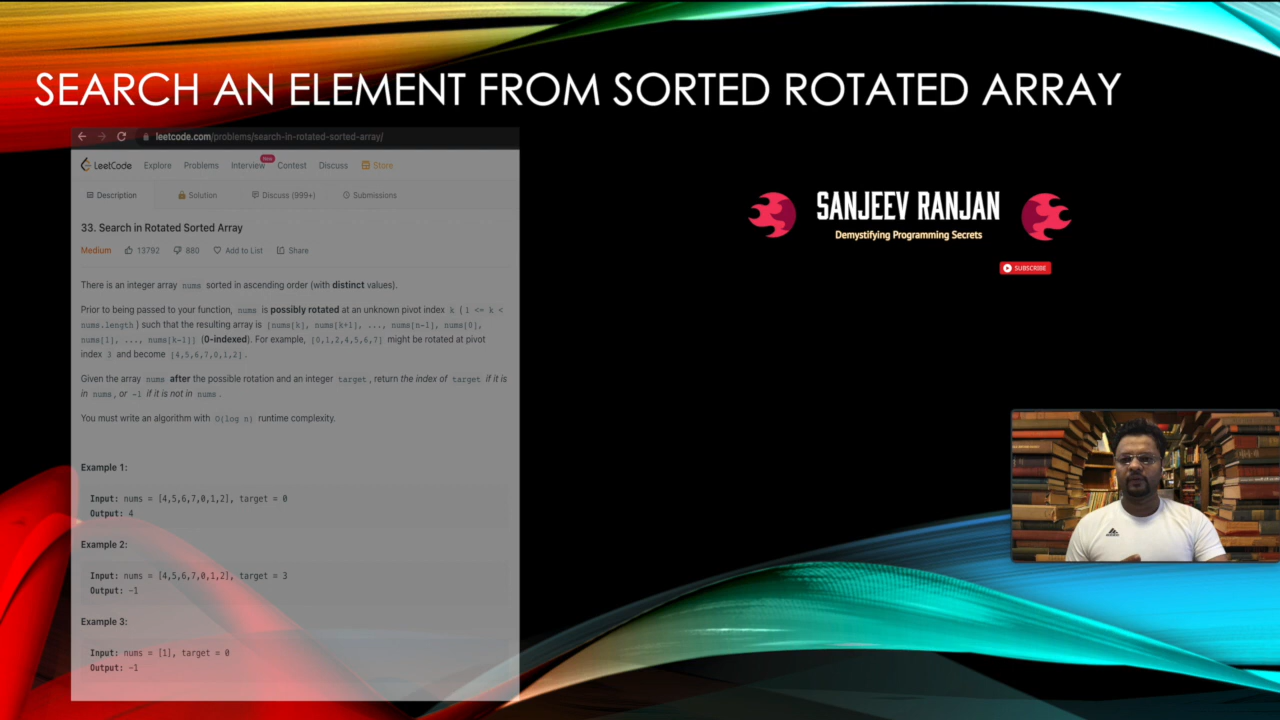 SEARCH AN ELEMENT FROM SORTED ROTATED ARRAY
leetcode.com/problems/search-in-rotated-sorted-array/
LeetCode Explore Problems Interview New Contest Discuss Store
Description Solution Discuss (999+) Submissions
33. Search in Rotated Sorted Array
Medium 13792 880 Add to List Share
There is an integer array nums sorted in ascending order (with distinct values).
Prior to being passed to your function, nums is possibly rotated at an unknown pivot index k ( 1 <= k <
nums.length ) such that the resulting array is [nums[k], nums[k+1], ..., nums[n-1], nums[0],
nums[1], ..., nums[k-1]] (0-indexed). For example, [0,1,2,4,5,6,7] might be rotated at pivot
index 3 and become [4,5,6,7,0,1,2].
Given the array nums after the possible rotation and an integer target, return the index of target if it is
in nums, or -1 if it is not in nums.
You must write an algorithm with O(log n) runtime complexity.
Example 1:
Input: nums = [4,5,6,7,0,1,2], target = 0
Output: 4
Example 2:
Input: nums = [4,5,6,7,0,1,2], target = 3
Output: -1
Example 3:
Input: nums = [1], target = 0
Output: -1
SANJEEV RANJAN
Demystifying Programming Secrets
SUBSCRIBE